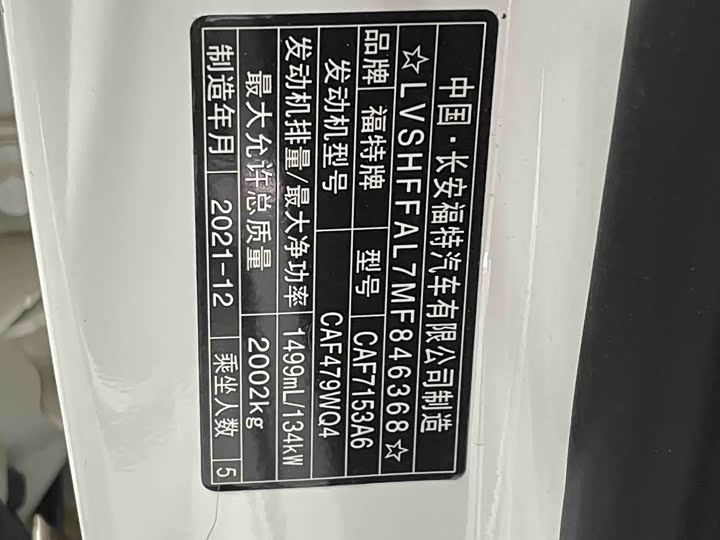 中国·长安福特汽车有限公司制造
☆LVSHFFAL7MF846368☆
品牌 福特牌 型号 CAF7153A6
发动机型号 CAF479WQ4
发动机排量/最大净功率 1499mL/134kW
最大允许总质量 2002kg
制造年月 2021-12 乘坐人数 5